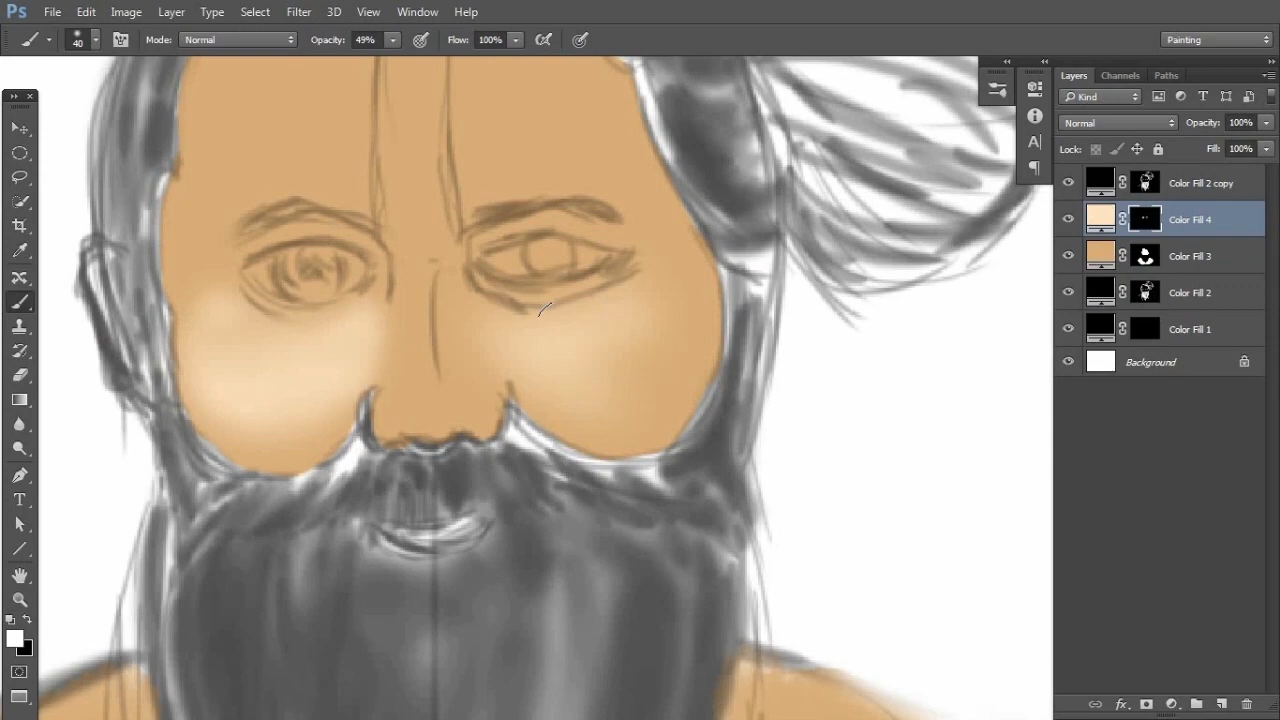 Ps File Edit Image Layer Type Select Filter 3D View Window Help
40 Mode: Normal Opacity: 49% Flow: 100% Painting
Layers Channels Paths
Kind
Normal Opacity: 100%
Lock: Fill: 100%
Color Fill 2 copy
Color Fill 4
Color Fill 3
Color Fill 2
Color Fill 1
Background